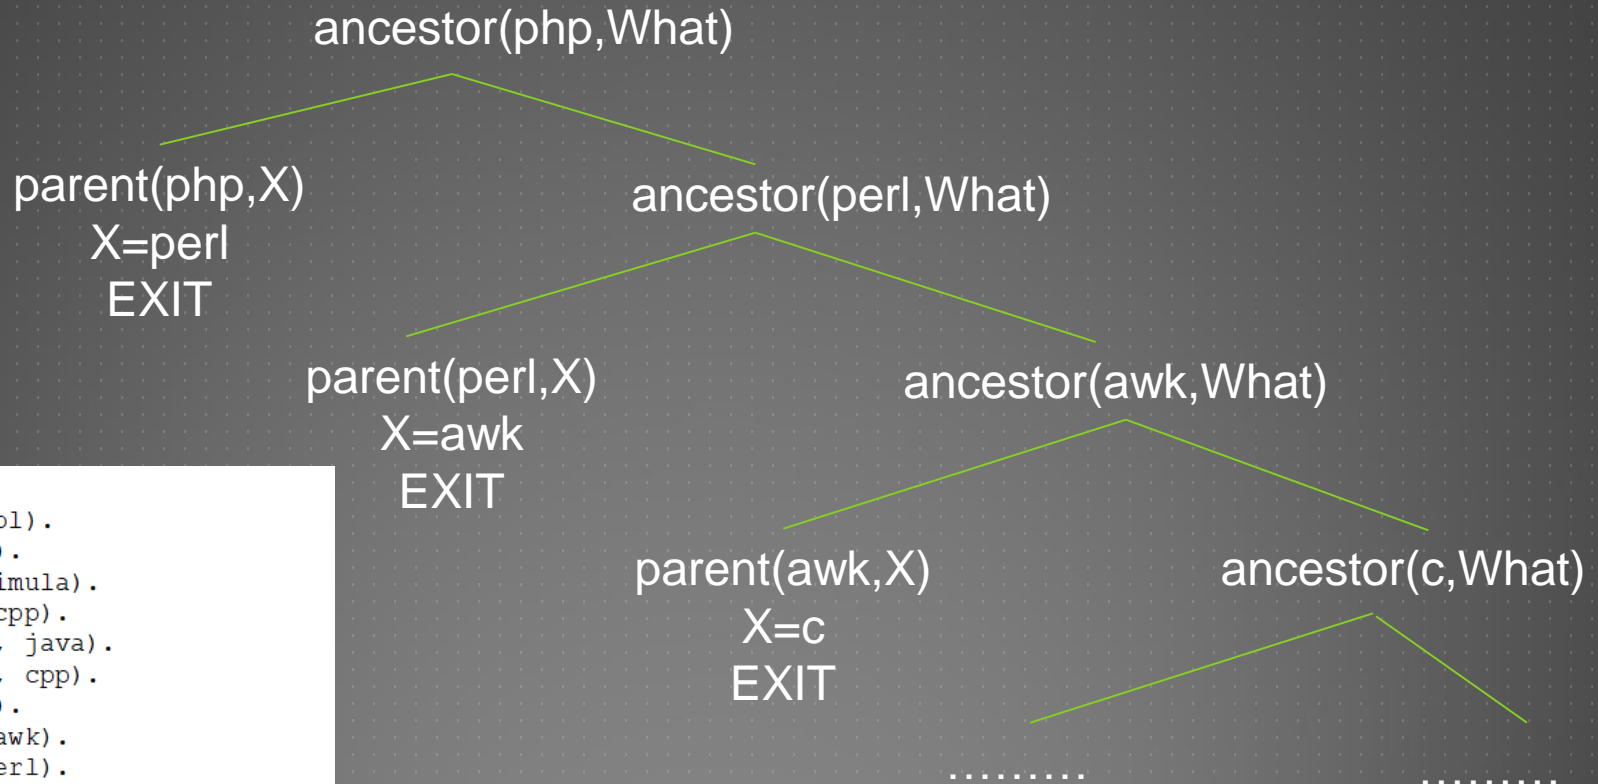 ancestor(php,What)
parent(php,X)
X=perl
EXIT
ancestor(perl,What)
parent(perl,X)
X=awk
EXIT
ancestor(awk,What)
parent(awk,X)
X=c
EXIT
ancestor(c,What)
.........
.........
ol).
).
imula).
cpp).
, java).
, cpp).
).
awk).
erl).